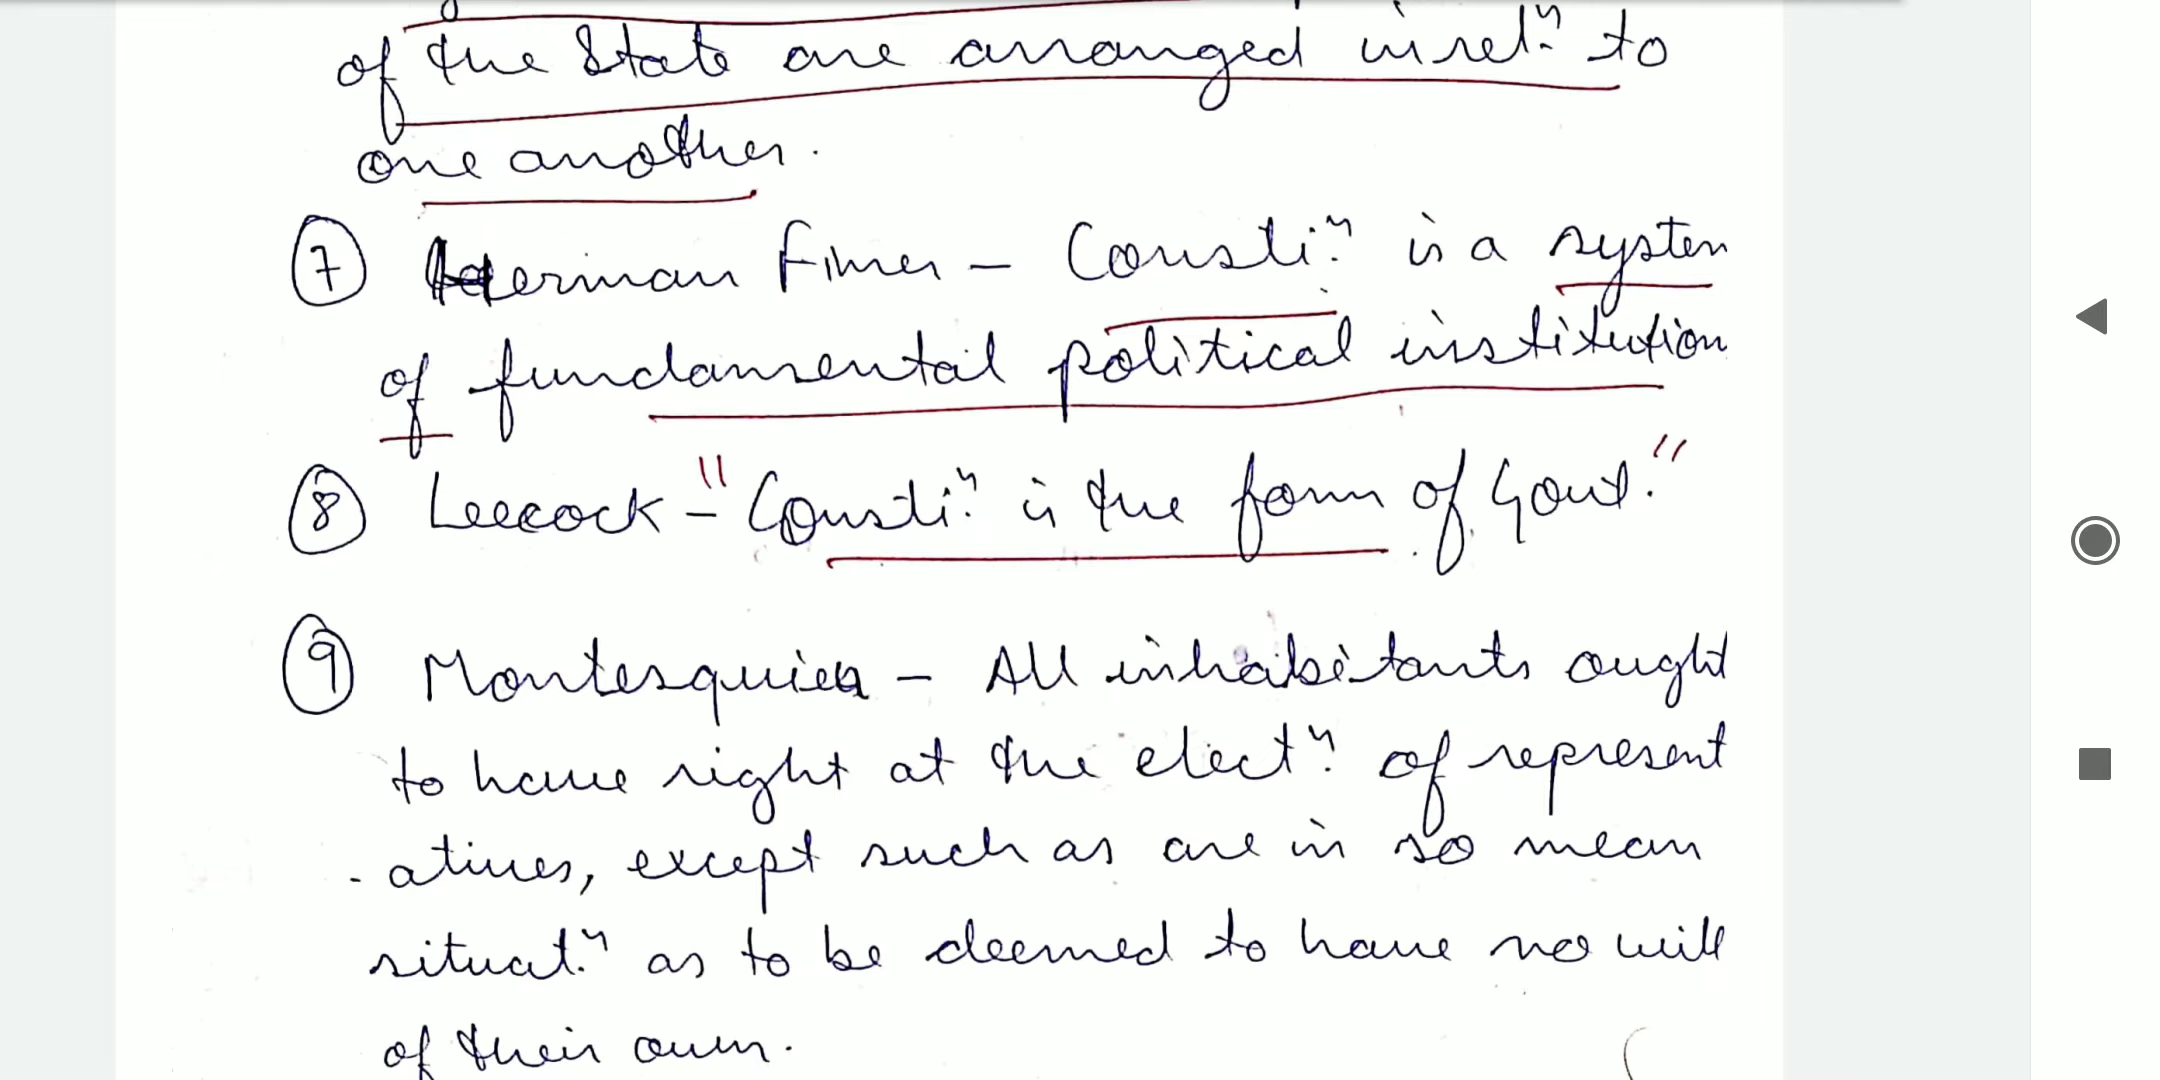 of the State are arranged in relⁿ to
one another.
7 Herman Finer - Constiⁿ is a system
of fundamental political institution
8 Leecock - "Constiⁿ is the form of Govt."
9 Montesquieu - All inhabitants ought
to have right at the electⁿ of represent
- atives, except such as are in so mean
situatⁿ as to be deemed to have no will
of their own.